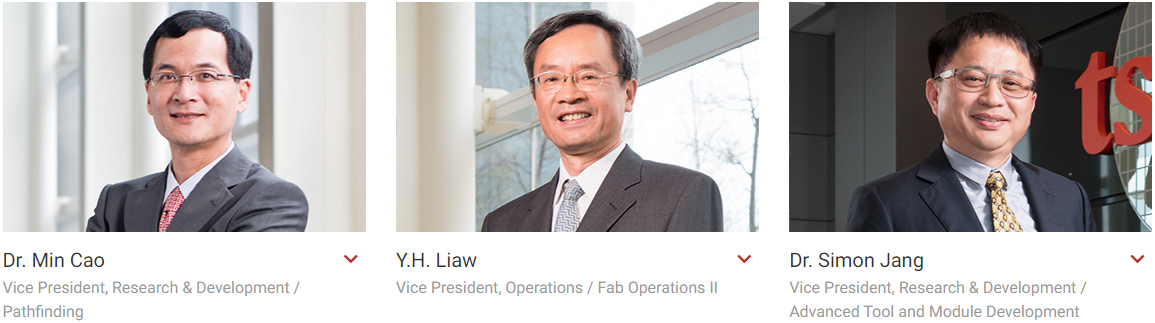 ts
Dr. Min Cao
Vice President, Research & Development /
Pathfinding
Y.H. Liaw
Vice President, Operations / Fab Operations II
Dr. Simon Jang
Vice President, Research & Development /
Advanced Tool and Module Development